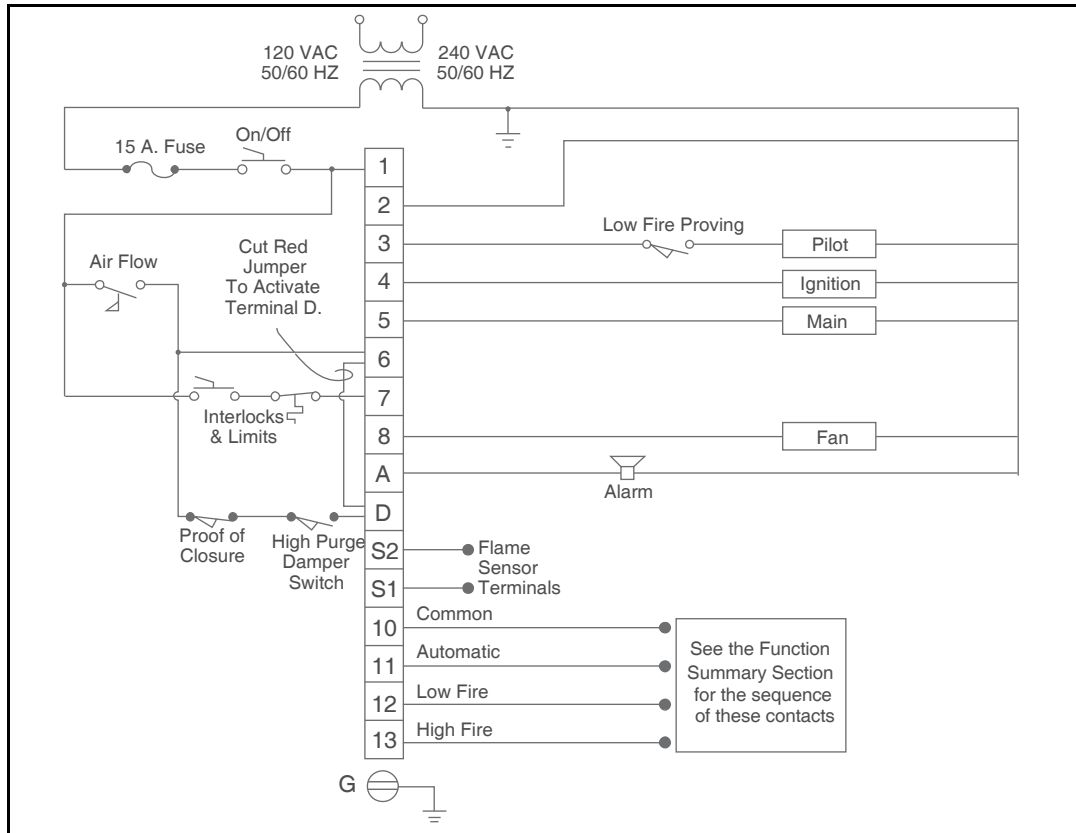 120 VAC
50/60 HZ
240 VAC
50/60 HZ
15 A. Fuse
On/Off
Air Flow
Cut Red
Jumper
To Activate
Terminal D.
Interlocks
& Limits
Proof of
Closure
High Purge
Damper
Switch
1
2
3
4
5
6
7
8
A
D
S2
S1
10
11
12
13
G
Low Fire Proving
Pilot
Ignition
Main
Fan
Alarm
Flame
Sensor
Terminals
Common
Automatic
Low Fire
High Fire
See the Function
Summary Section
for the sequence
of these contacts